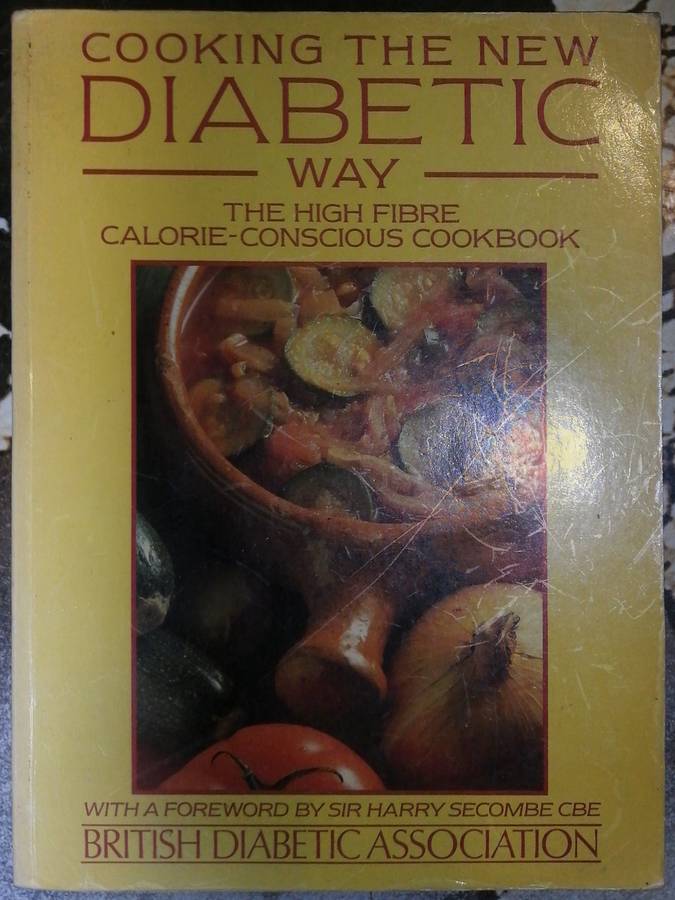 COOKING THE NEW
DIABETIC
WAY
THE HIGH FIBRE
CALORIE-CONSCIOUS COOKBOOK
WITH A FOREWORD BY SIR HARRY SECOMBE CBE
BRITISH DIABETIC ASSOCIATION